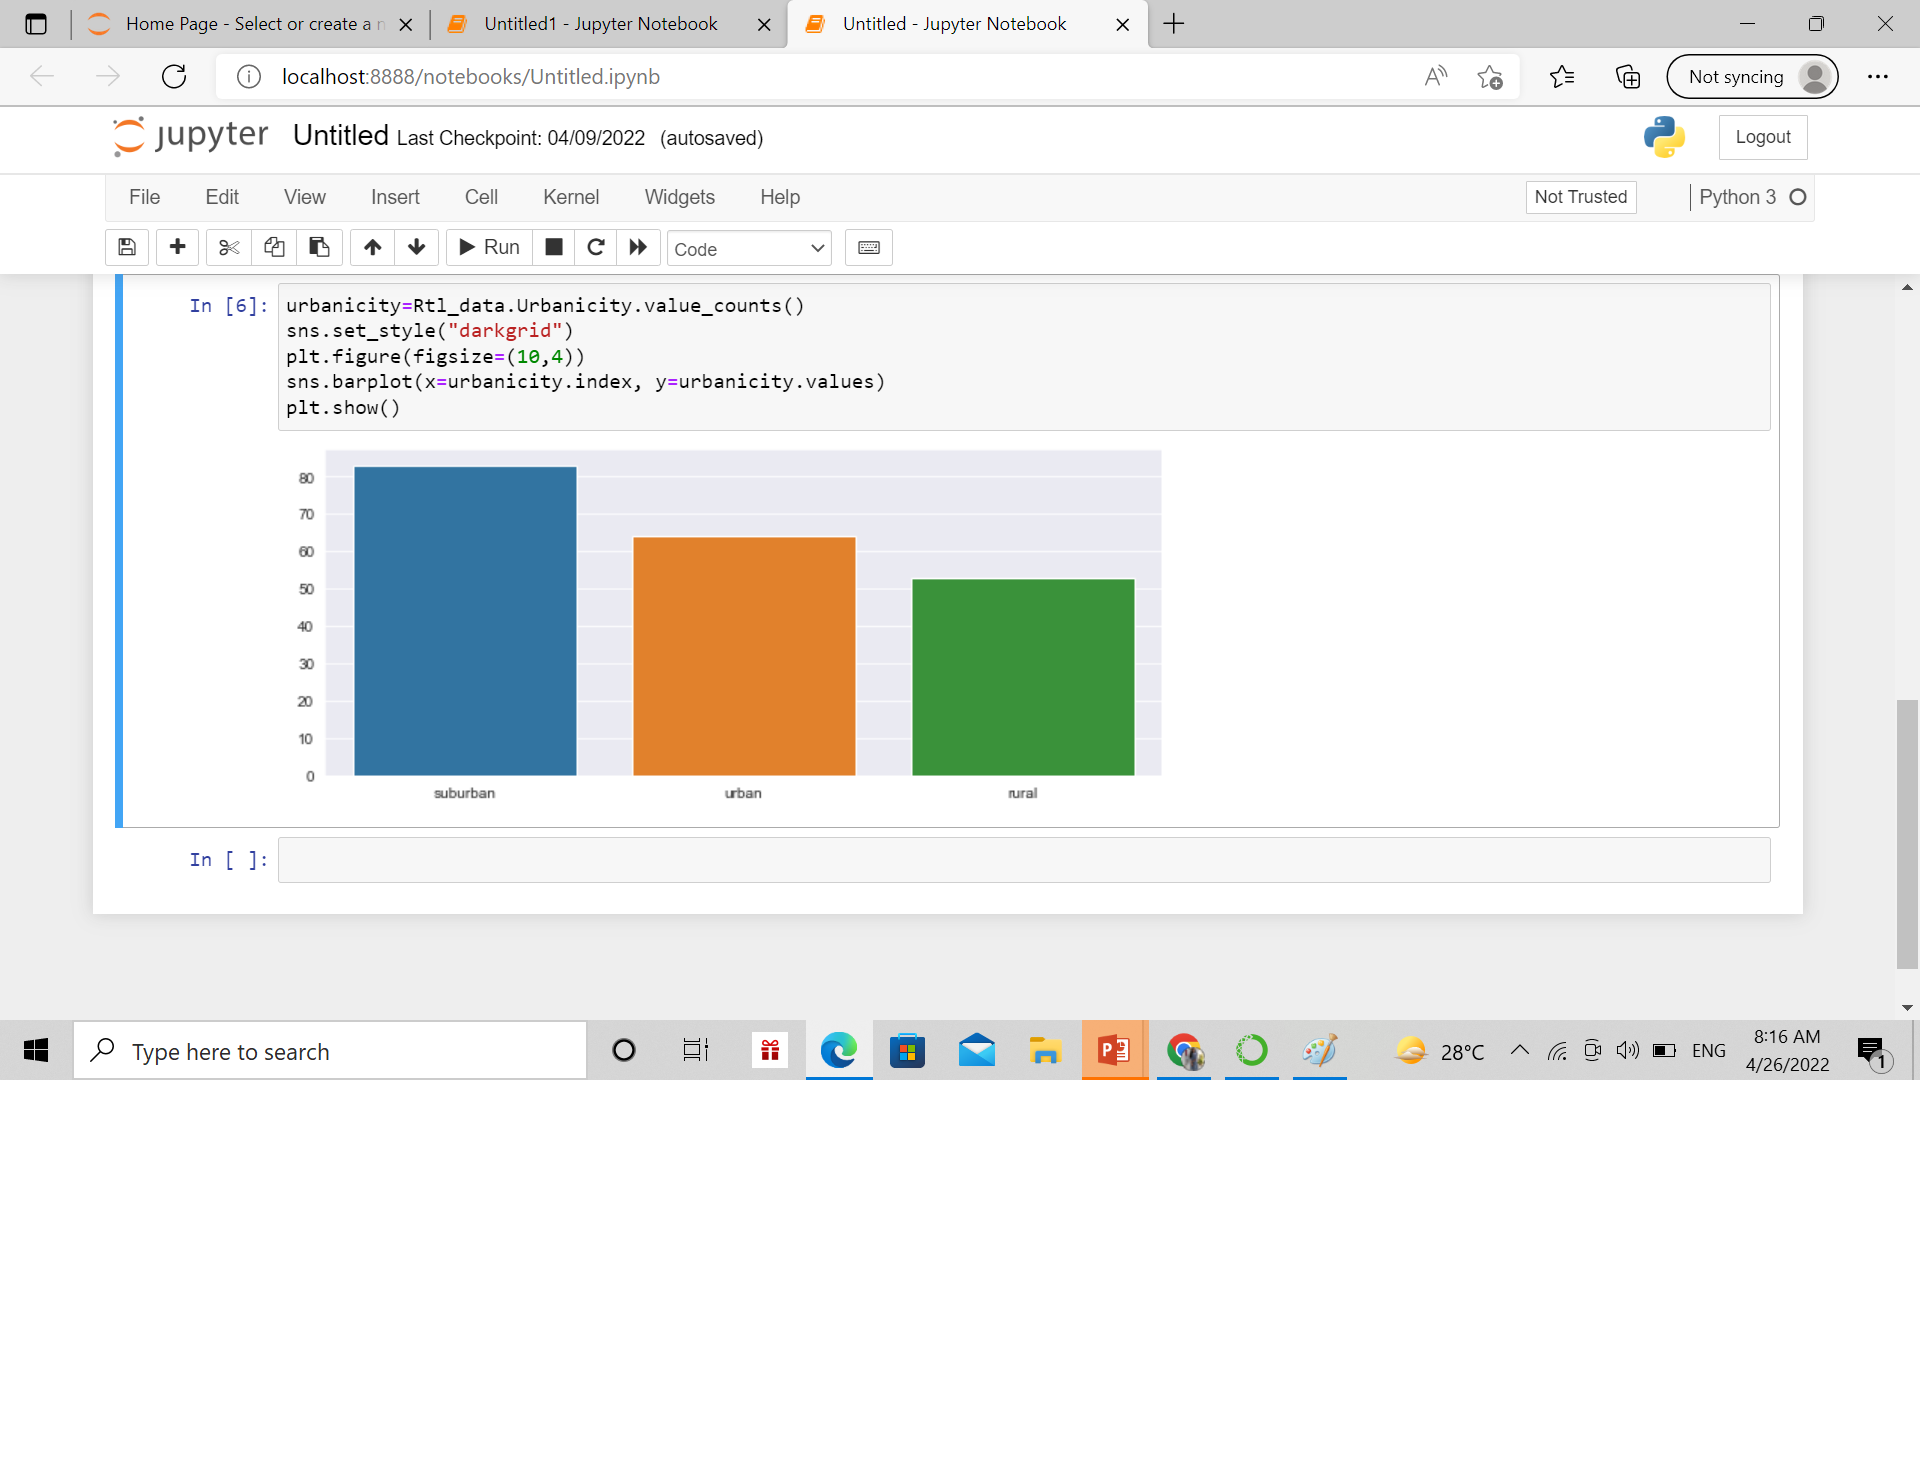 Home Page - Select or create a n
Untitled1 - Jupyter Notebook
Untitled - Jupyter Notebook
localhost:8888/notebooks/Untitled.ipynb
Not syncing
jupyter Untitled Last Checkpoint: 04/09/2022 (autosaved)
Logout
File Edit View Insert Cell Kernel Widgets Help
Not Trusted
Python 3
Run
Code
In [6]:
urbanicity=Rtl_data.Urbanicity.value_counts()
sns.set_style("darkgrid")
plt.figure(figsize=(10,4))
sns.barplot(x=urbanicity.index, y=urbanicity.values)
plt.show()
80
70
60
50
40
30
20
10
0
suburban urban rural
In [ ]:
Type here to search
28°C
ENG
8:16 AM
4/26/2022
1